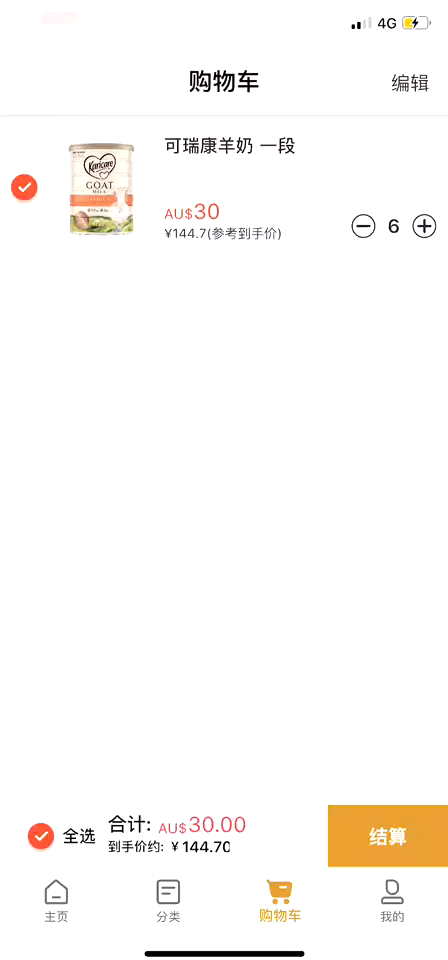 4G
购物车
编辑
可瑞康羊奶 一段
Karicare
GOAT
MILK
AU$30
¥144.7(参考到手价)
6
全选
合计: AU$30.00
到手价约: ¥144.70
结算
主页
分类
购物车
我的